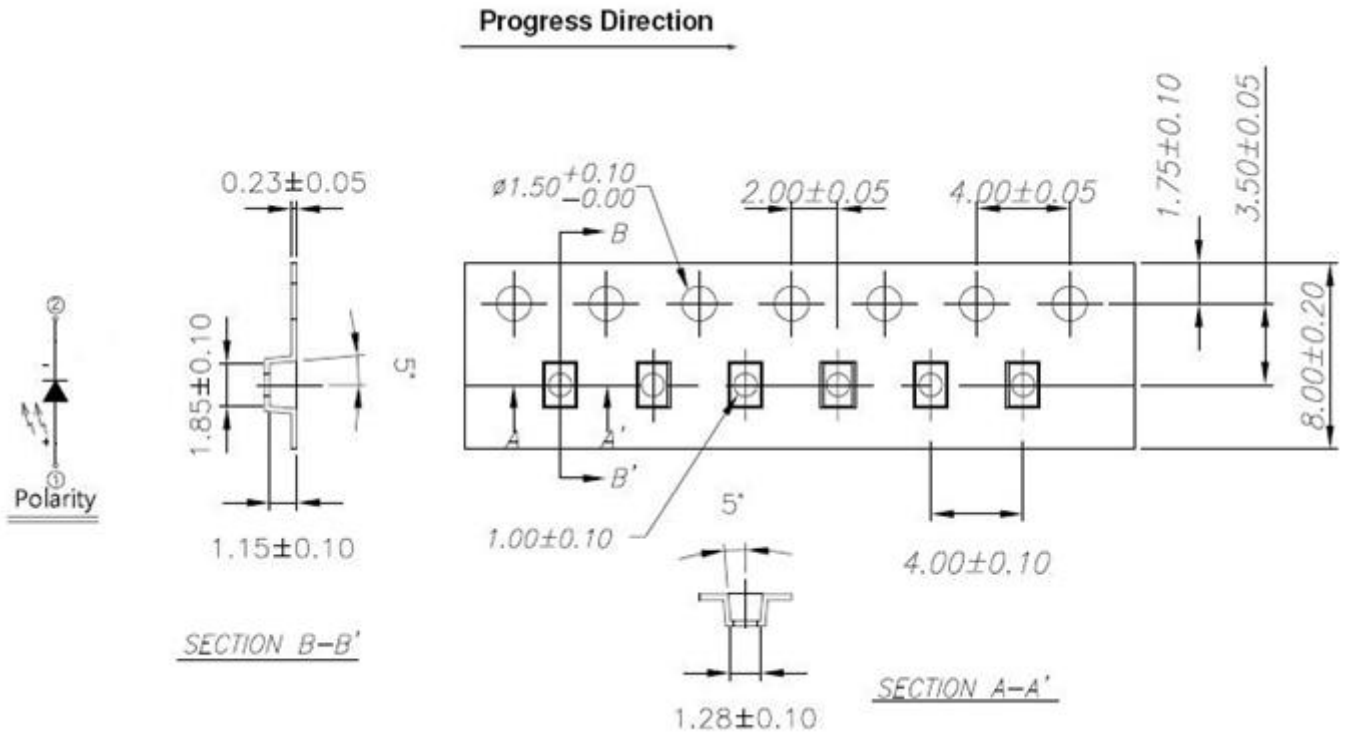 Progress Direction
1.75±0.10
3.50±0.05
0.23±0.05
ø1.50 +0.10
-0.00
2.00±0.05
4.00±0.05
B
②
-
+
①
Polarity
1.85±0.10
5°
8.00±0.20
A
A'
B'
1.15±0.10
1.00±0.10
5°
4.00±0.10
SECTION B-B'
SECTION A-A'
1.28±0.10